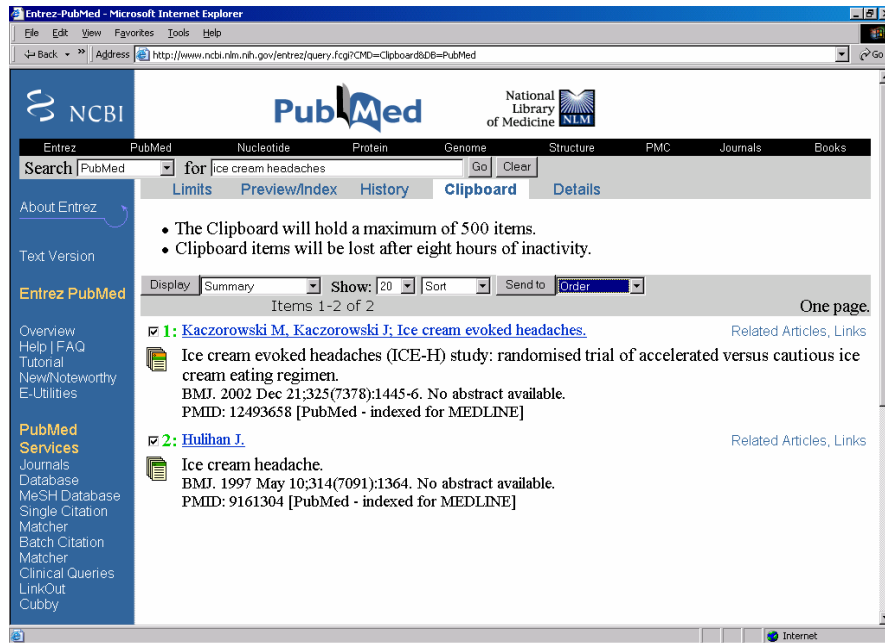 Entrez-PubMed - Microsoft Internet Explorer
File Edit View Favorites Tools Help
Back » Address http://www.ncbi.nlm.nih.gov/entrez/query.fcgi?CMD=Clipboard&DB=PubMed Go
NCBI PubMed National
Library
of Medicine NLM
Entrez PubMed Nucleotide Protein Genome Structure PMC Journals Books
Search PubMed for ice cream headaches Go Clear
Limits Preview/Index History Clipboard Details
About Entrez
Text Version
Entrez PubMed
Overview
Help | FAQ
Tutorial
New/Noteworthy
E-Utilities
PubMed
Services
Journals
Database
MeSH Database
Single Citation
Matcher
Batch Citation
Matcher
Clinical Queries
LinkOut
Cubby
• The Clipboard will hold a maximum of 500 items.
• Clipboard items will be lost after eight hours of inactivity.
Display Summary Show: 20 Sort Send to Order
Items 1-2 of 2 One page.
1: Kaczorowski M, Kaczorowski J; Ice cream evoked headaches. Related Articles, Links
Ice cream evoked headaches (ICE-H) study: randomised trial of accelerated versus cautious ice
cream eating regimen.
BMJ. 2002 Dec 21;325(7378):1445-6. No abstract available.
PMID: 12493658 [PubMed - indexed for MEDLINE]
2: Hulihan J. Related Articles, Links
Ice cream headache.
BMJ. 1997 May 10;314(7091):1364. No abstract available.
PMID: 9161304 [PubMed - indexed for MEDLINE]
Internet